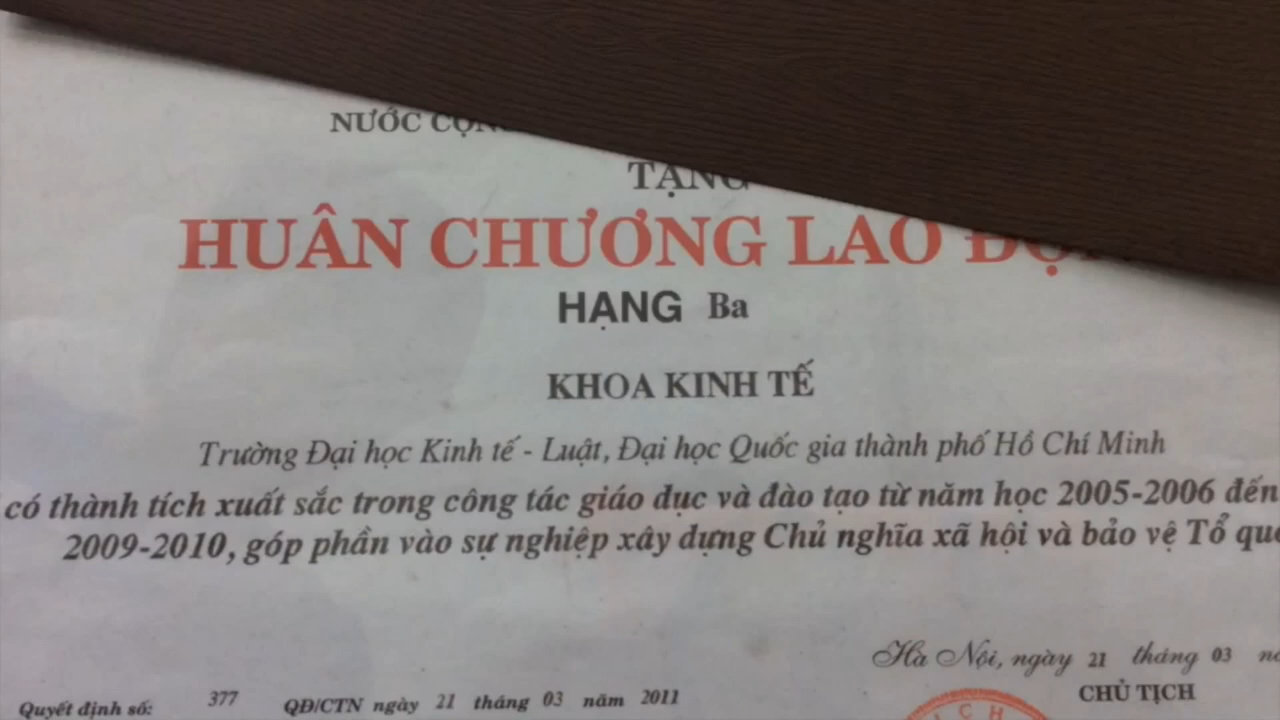 NƯỚC
TẶNG
HUÂN CHƯƠNG LAO
HẠNG Ba
KHOA KINH TẾ
Trường Đại học Kinh tế - Luật, Đại học Quốc gia thành phố Hồ Chí Minh
có thành tích xuất sắc trong công tác giáo dục và đào tạo từ năm học 2005-2006 đến
2009-2010, góp phần vào sự nghiệp xây dựng Chủ nghĩa xã hội và bảo vệ Tổ
Hà Nội, ngày 21 tháng 03
CHỦ TỊCH
Quyết định số: 377 QĐ/CTN ngày 21 tháng 03 năm 2011